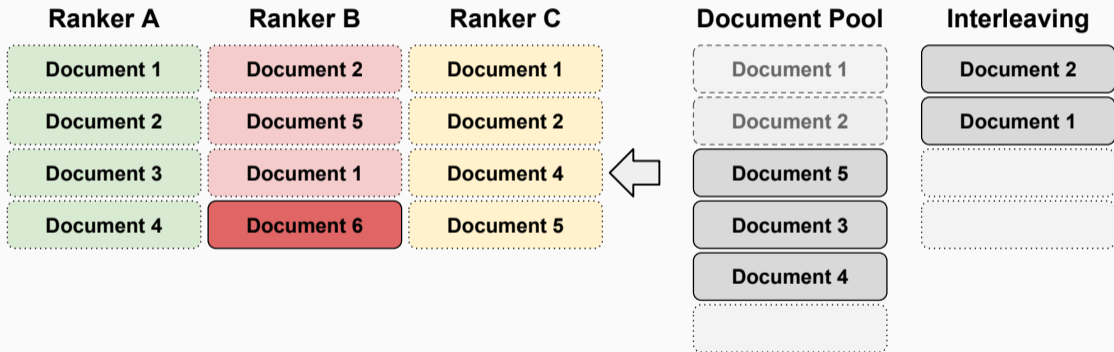 Ranker A Ranker B Ranker C Document Pool Interleaving
Document 1 Document 2 Document 1 Document 1 Document 2
Document 2 Document 5 Document 2 Document 2 Document 1
Document 3 Document 1 Document 4 Document 5
Document 4 Document 6 Document 5 Document 3
Document 4